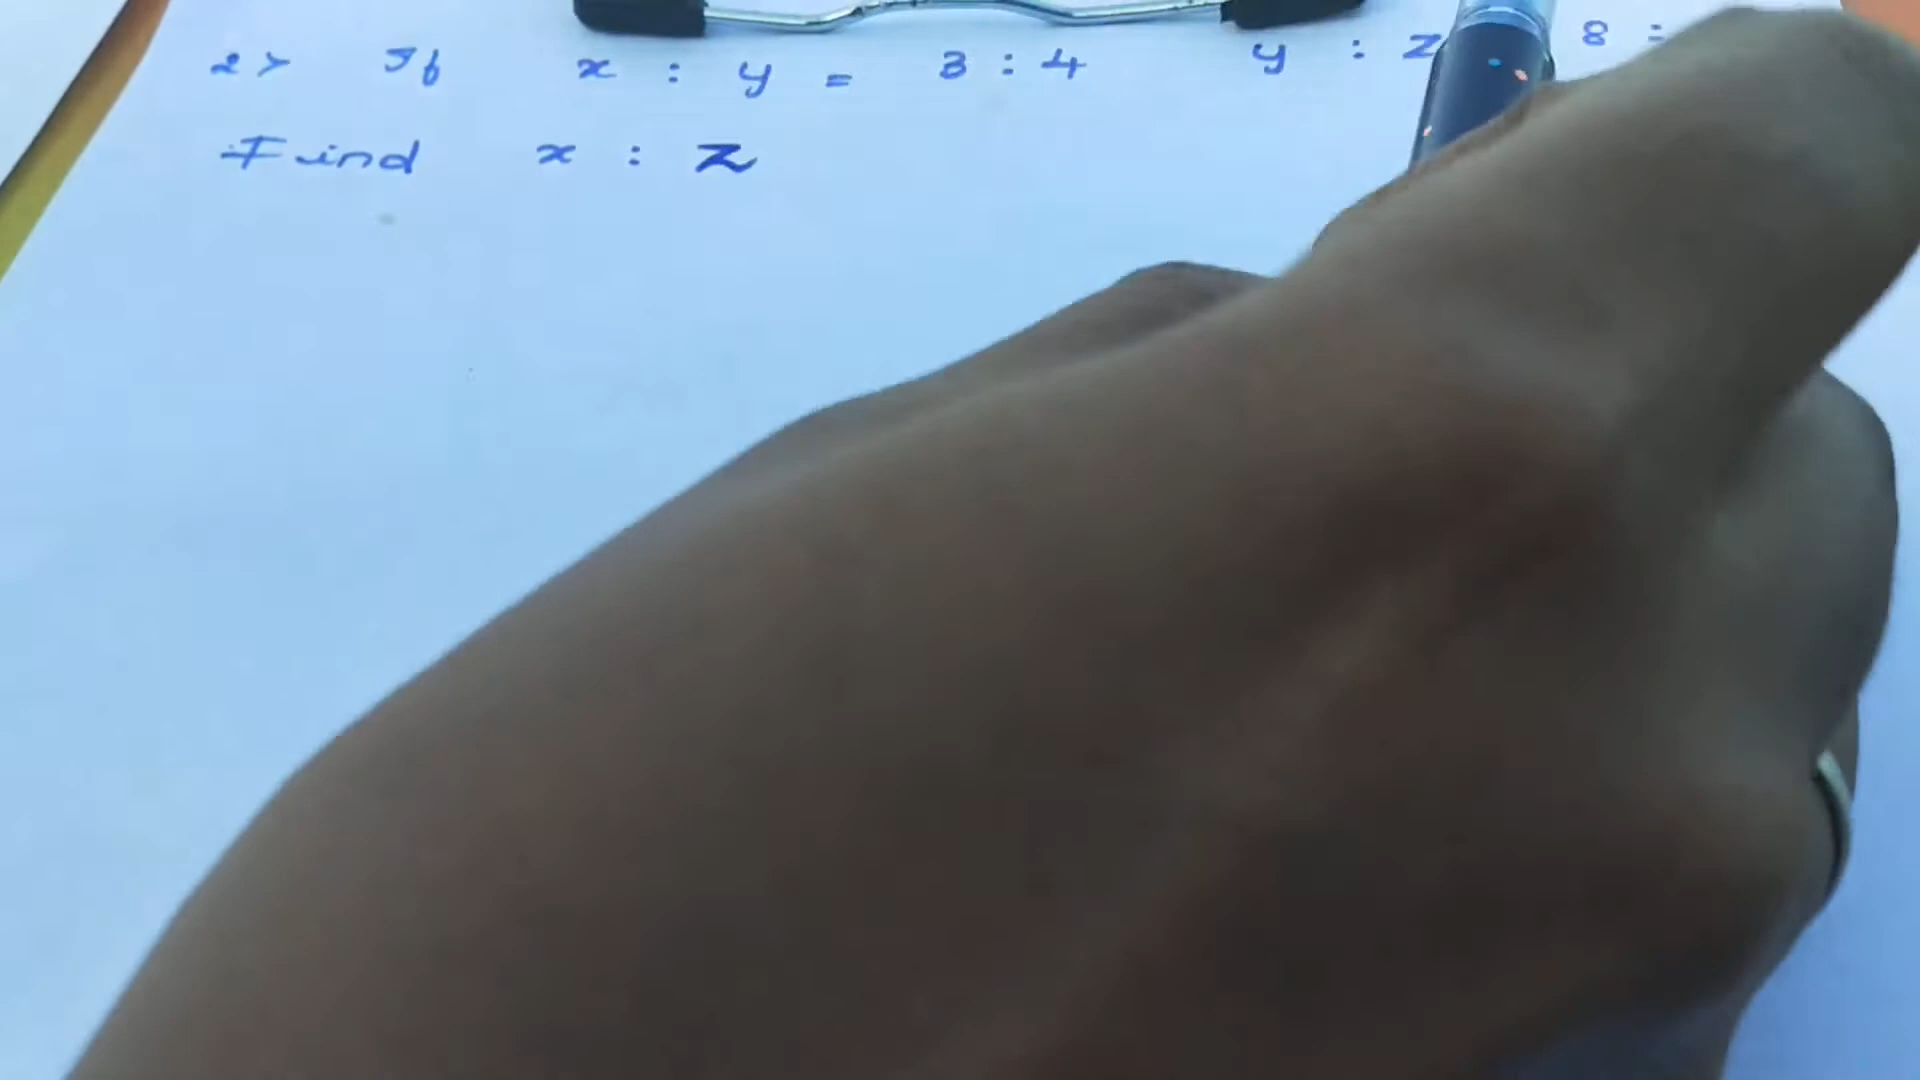 2> If x : y = 3 : 4 y : z 8 :
Find x : z